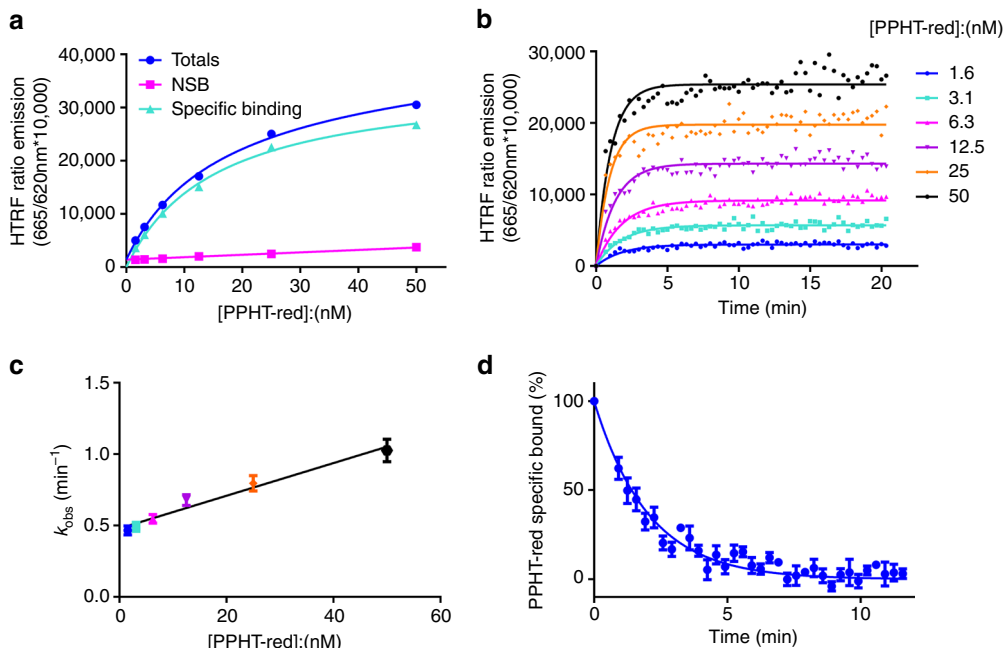 a
HTRF ratio emission
(665/620nm*10,000)
40,000
30,000
20,000
10,000
0
Totals
NSB
Specific binding
0 10 20 30 40 50
[PPHT-red]:(nM)
b
HTRF ratio emission
(665/620nm*10,000)
30,000
20,000
10,000
0
0 5 10 15 20
Time (min)
[PPHT-red]:(nM)
1.6
3.1
6.3
12.5
25
50
c
kobs (min−1)
1.5
1.0
0.5
0.0
0 20 40 60
[PPHT-red]:(nM)
d
PPHT-red specific bound (%)
100
50
0
0 5 10
Time (min)